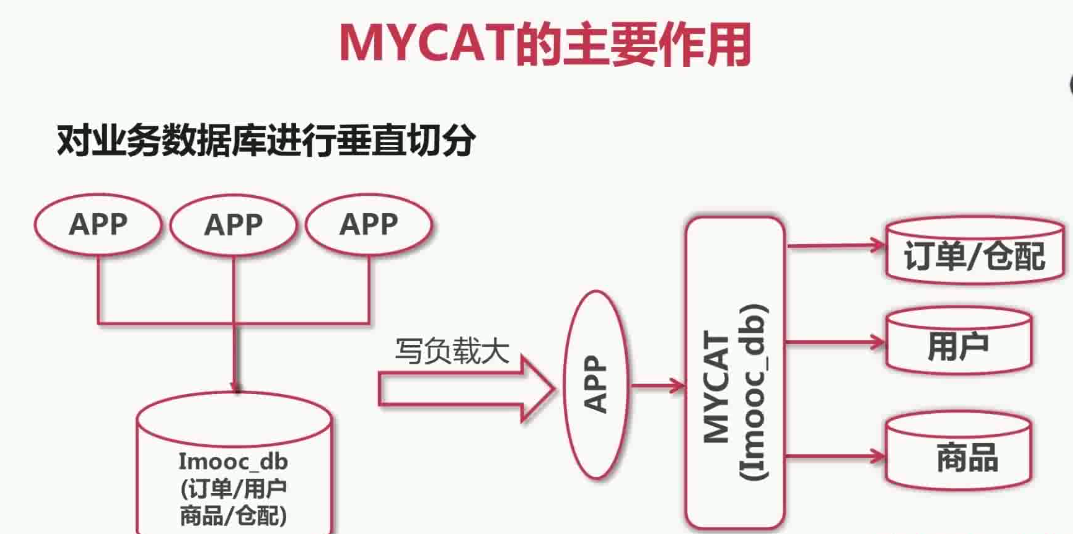 MYCAT的主要作用
对业务数据库进行垂直切分
APP
APP
APP
Imooc_db
(订单/用户
商品/仓配)
写负载大
APP
MYCAT
(Imooc_db)
订单/仓配
用户
商品